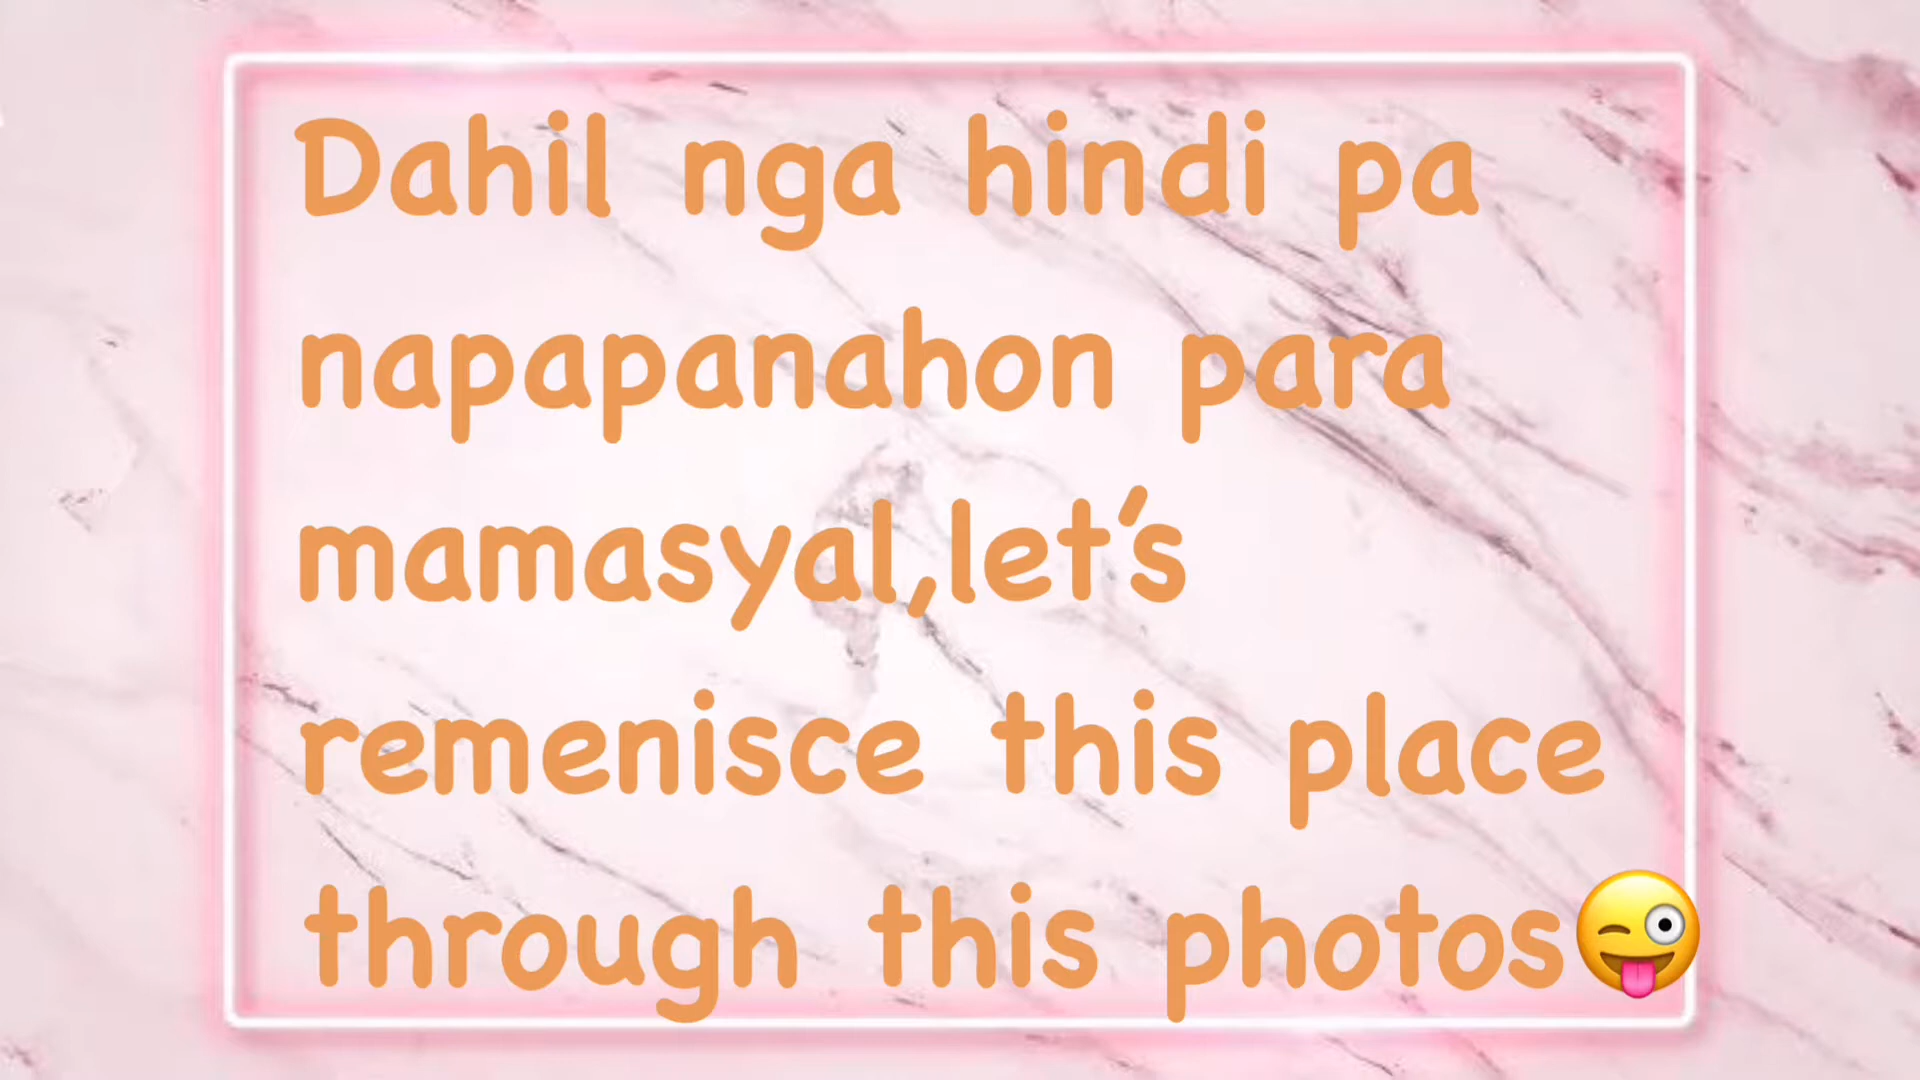 Dahil nga hindi pa
napapanahon para
mamasyal,let's
remenisce this place
through this photos😜